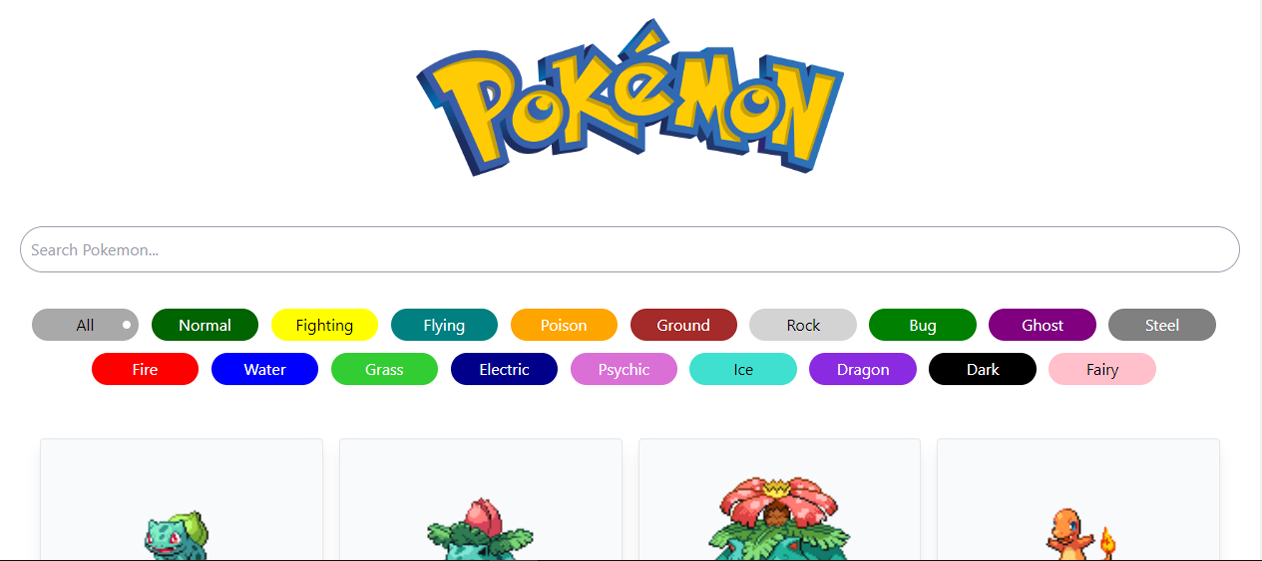 Pokémon
Search Pokemon...
All Normal Fighting Flying Poison Ground Rock Bug Ghost Steel
Fire Water Grass Electric Psychic Ice Dragon Dark Fairy